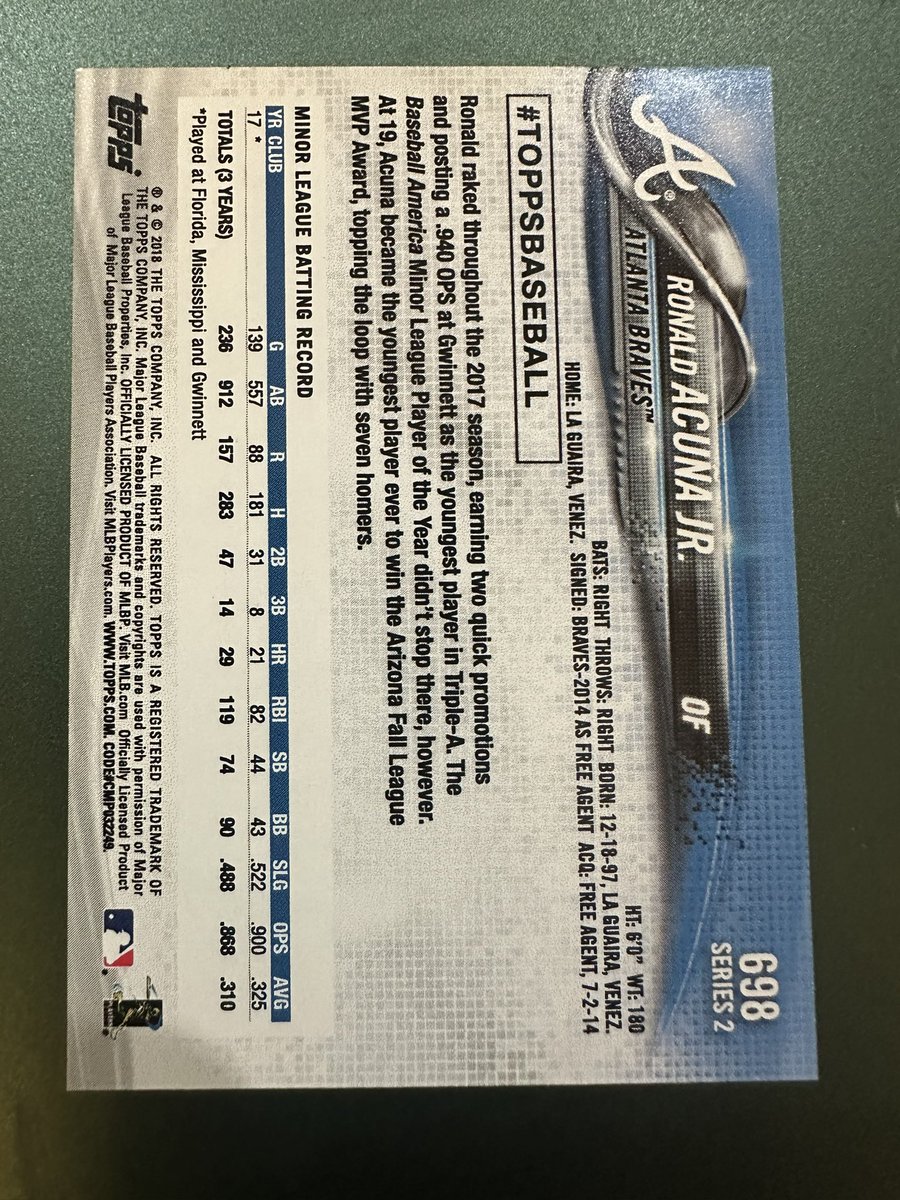 698
SERIES 2
RONALD ACUNA JR. OF
A®
ATLANTA BRAVES™
HT: 6'0" WT: 180
BATS: RIGHT THROWS: RIGHT BORN: 12-18-97, LA GUAIRA, VENEZ.
HOME: LA GUAIRA, VENEZ. SIGNED: BRAVES-2014 AS FREE AGENT ACQ: FREE AGENT, 7-2-14
#TOPPSBASEBALL
Ronald raked throughout the 2017 season, earning two quick promotions
and posting a .940 OPS at Gwinnett as the youngest player in Triple-A. The
Baseball America Minor League Player of the Year didn't stop there, however.
At 19, Acuna became the youngest player ever to win the Arizona Fall League
MVP Award, topping the loop with seven homers.
MINOR LEAGUE BATTING RECORD
YR CLUB G AB R H 2B 3B HR RBI SB BB SLG OPS AVG
17 * 139 557 88 181 31 8 21 82 44 43 .522 .900 .325
TOTALS (3 YEARS) 236 912 157 283 47 14 29 119 74 90 .488 .868 .310
*Played at Florida, Mississippi and Gwinnett
topps®
® & © 2018 THE TOPPS COMPANY, INC. ALL RIGHTS RESERVED. TOPPS IS A REGISTERED TRADEMARK OF
THE TOPPS COMPANY, INC. Major League Baseball trademarks and copyrights are used with permission of Major
League Baseball Properties, Inc. OFFICIALLY LICENSED PRODUCT OF MLBP. Visit MLB.com Officially Licensed Product
of Major League Baseball Players Association. Visit MLBPlayers.com. WWW.TOPPS.COM. CODE#CMP032249.